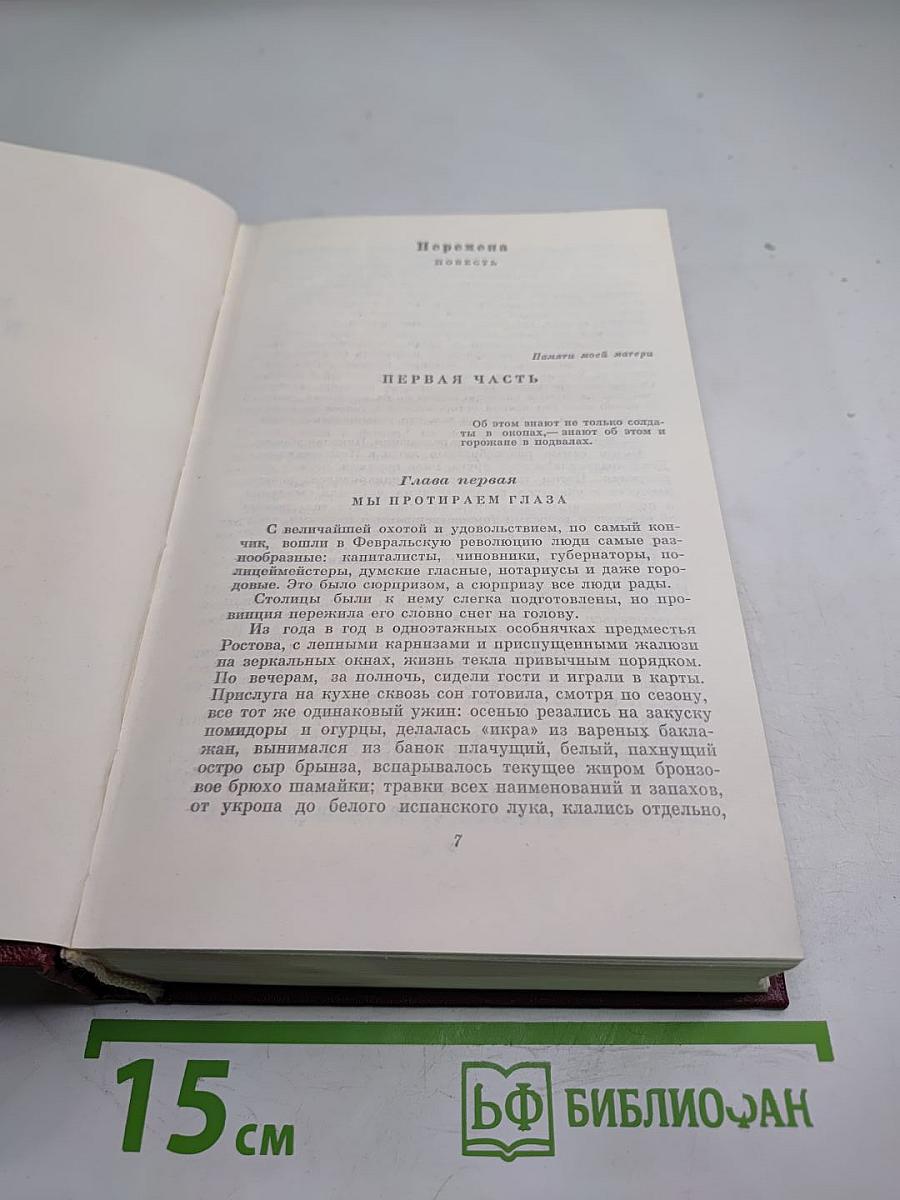 Перемена
ПОВЕСТЬ
Памяти моей матери
ПЕРВАЯ ЧАСТЬ
Об этом знают не только солда-
ты в окопах,— знают об этом и
горожане в подвалах.
Глава первая
МЫ ПРОТИРАЕМ ГЛАЗА
С величайшей охотой и удовольствием, по самый кон-
чик, вошли в Февральскую революцию люди самые раз-
нообразные: капиталисты, чиновники, губернаторы, по-
лицеймейстеры, думские гласные, нотариусы и даже горо-
довые. Это было сюрпризом, а сюрпризу все люди рады.
Столицы были к нему слегка подготовлены, но про-
винция пережила его словно снег на голову.
Из года в год в одноэтажных особнячках предместья
Ростова, с лепными карнизами и приспущенными жалюзи
на зеркальных окнах, жизнь текла привычным порядком.
По вечерам, за полночь, сидели гости и играли в карты.
Прислуга на кухне сквозь сон готовила, смотря по сезону,
все тот же одинаковый ужин: осенью резались на закуску
помидоры и огурцы, делалась «икра» из вареных бакла-
жан, вынимался из банок плачущий, белый, пахнущий
остро сыр брынза, вспарывалось текущее жиром бронзо-
вое брюхо шамайки; травки всех наименований и запахов,
от укропа до белого испанского лука, клались отдельно,
7
15 см
БФ БИБЛИОФАН